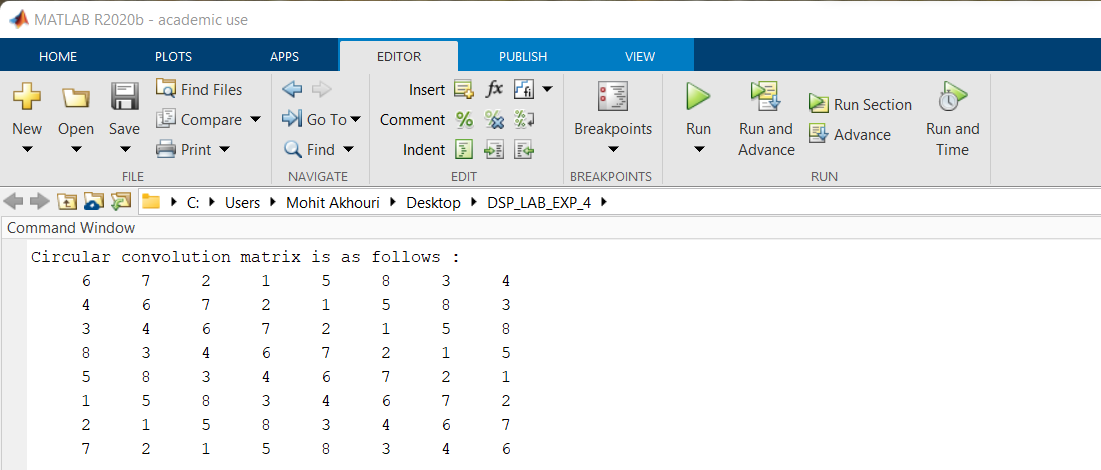 MATLAB R2020b - academic use
HOME PLOTS APPS EDITOR PUBLISH VIEW
New Open Save Find Files Compare Print
FILE
Go To Find
NAVIGATE
Insert fx fi
Comment % % %
Indent
EDIT
Breakpoints
BREAKPOINTS
Run Run and Advance Run Section Advance Run and Time
RUN
C: Users Mohit Akhouri Desktop DSP_LAB_EXP_4
Command Window
Circular convolution matrix is as follows :
6 7 2 1 5 8 3 4
4 6 7 2 1 5 8 3
3 4 6 7 2 1 5 8
8 3 4 6 7 2 1 5
5 8 3 4 6 7 2 1
1 5 8 3 4 6 7 2
2 1 5 8 3 4 6 7
7 2 1 5 8 3 4 6